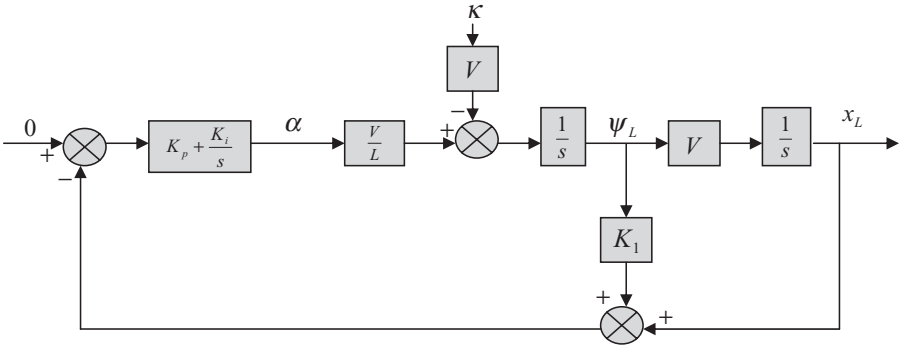 κ
V
0
+
−
K_p + K_i/s
α
V/L
+
−
1/s
ψ_L
V
1/s
x_L
K_1
+
+